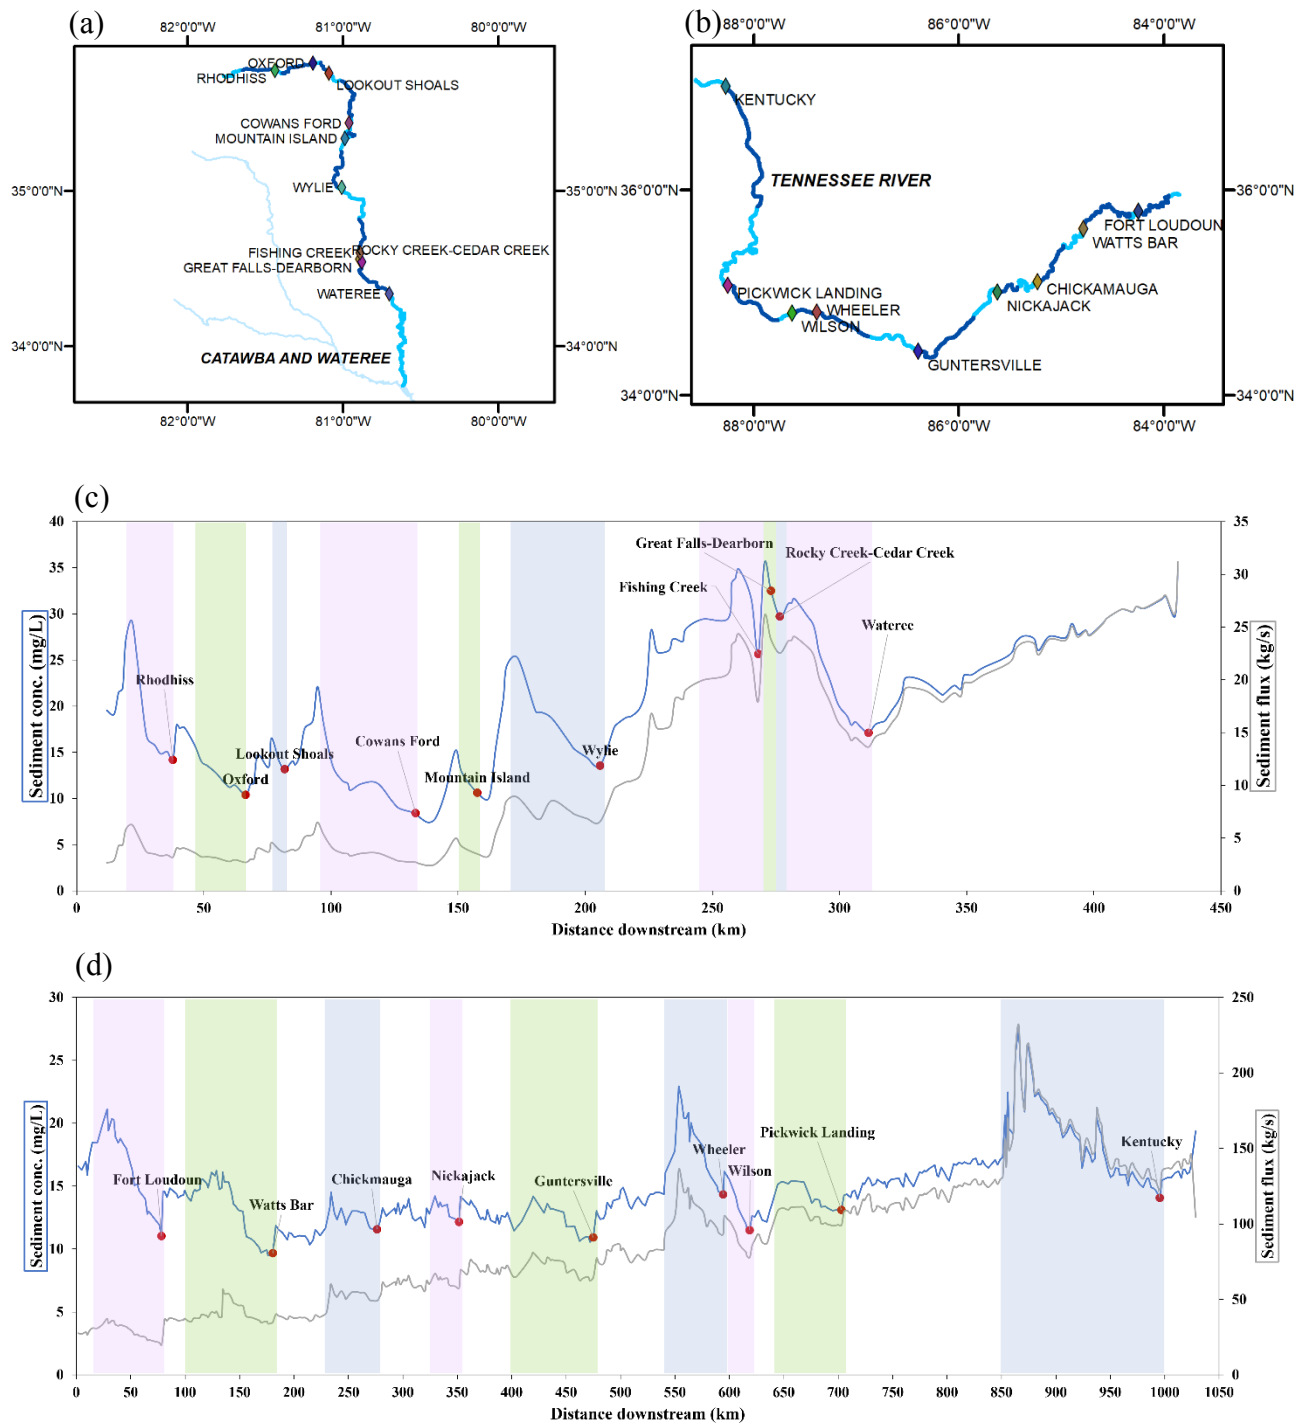 (a)
82°0'0"W
81°0'0"W
80°0'0"W
OXFORD
RHODHISS
LOOKOUT SHOALS
COWANS FORD
MOUNTAIN ISLAND
35°0'0"N
WYLIE
35°0'0"N
FISHING CREEK
ROCKY CREEK-CEDAR CREEK
GREAT FALLS-DEARBORN
WATEREE
34°0'0"N
CATAWBA AND WATEREE
34°0'0"N
82°0'0"W
81°0'0"W
80°0'0"W
(b)
88°0'0"W
86°0'0"W
84°0'0"W
KENTUCKY
36°0'0"N
TENNESSEE RIVER
36°0'0"N
FORT LOUDOUN
WATTS BAR
CHICKAMAUGA
NICKAJACK
PICKWICK LANDING
WHEELER
WILSON
GUNTERSVILLE
34°0'0"N
34°0'0"N
88°0'0"W
86°0'0"W
84°0'0"W
(c)
40
35
30
25
20
15
10
5
0
Sediment conc. (mg/L)
Rhodhiss
Oxford
Lookout Shoals
Cowans Ford
Mountain Island
Wylie
Great Falls-Dearborn
Fishing Creek
Rocky Creek-Cedar Creek
Wateree
35
30
25
20
15
10
5
0
Sediment flux (kg/s)
0 50 100 150 200 250 300 350 400 450
Distance downstream (km)
(d)
30
25
20
15
10
5
0
Sediment conc. (mg/L)
Fort Loudoun
Watts Bar
Chickmauga
Nickajack
Guntersville
Wheeler
Wilson
Pickwick Landing
Kentucky
250
200
150
100
50
0
Sediment flux (kg/s)
0 50 100 150 200 250 300 350 400 450 500 550 600 650 700 750 800 850 900 950 1000 1050
Distance downstream (km)